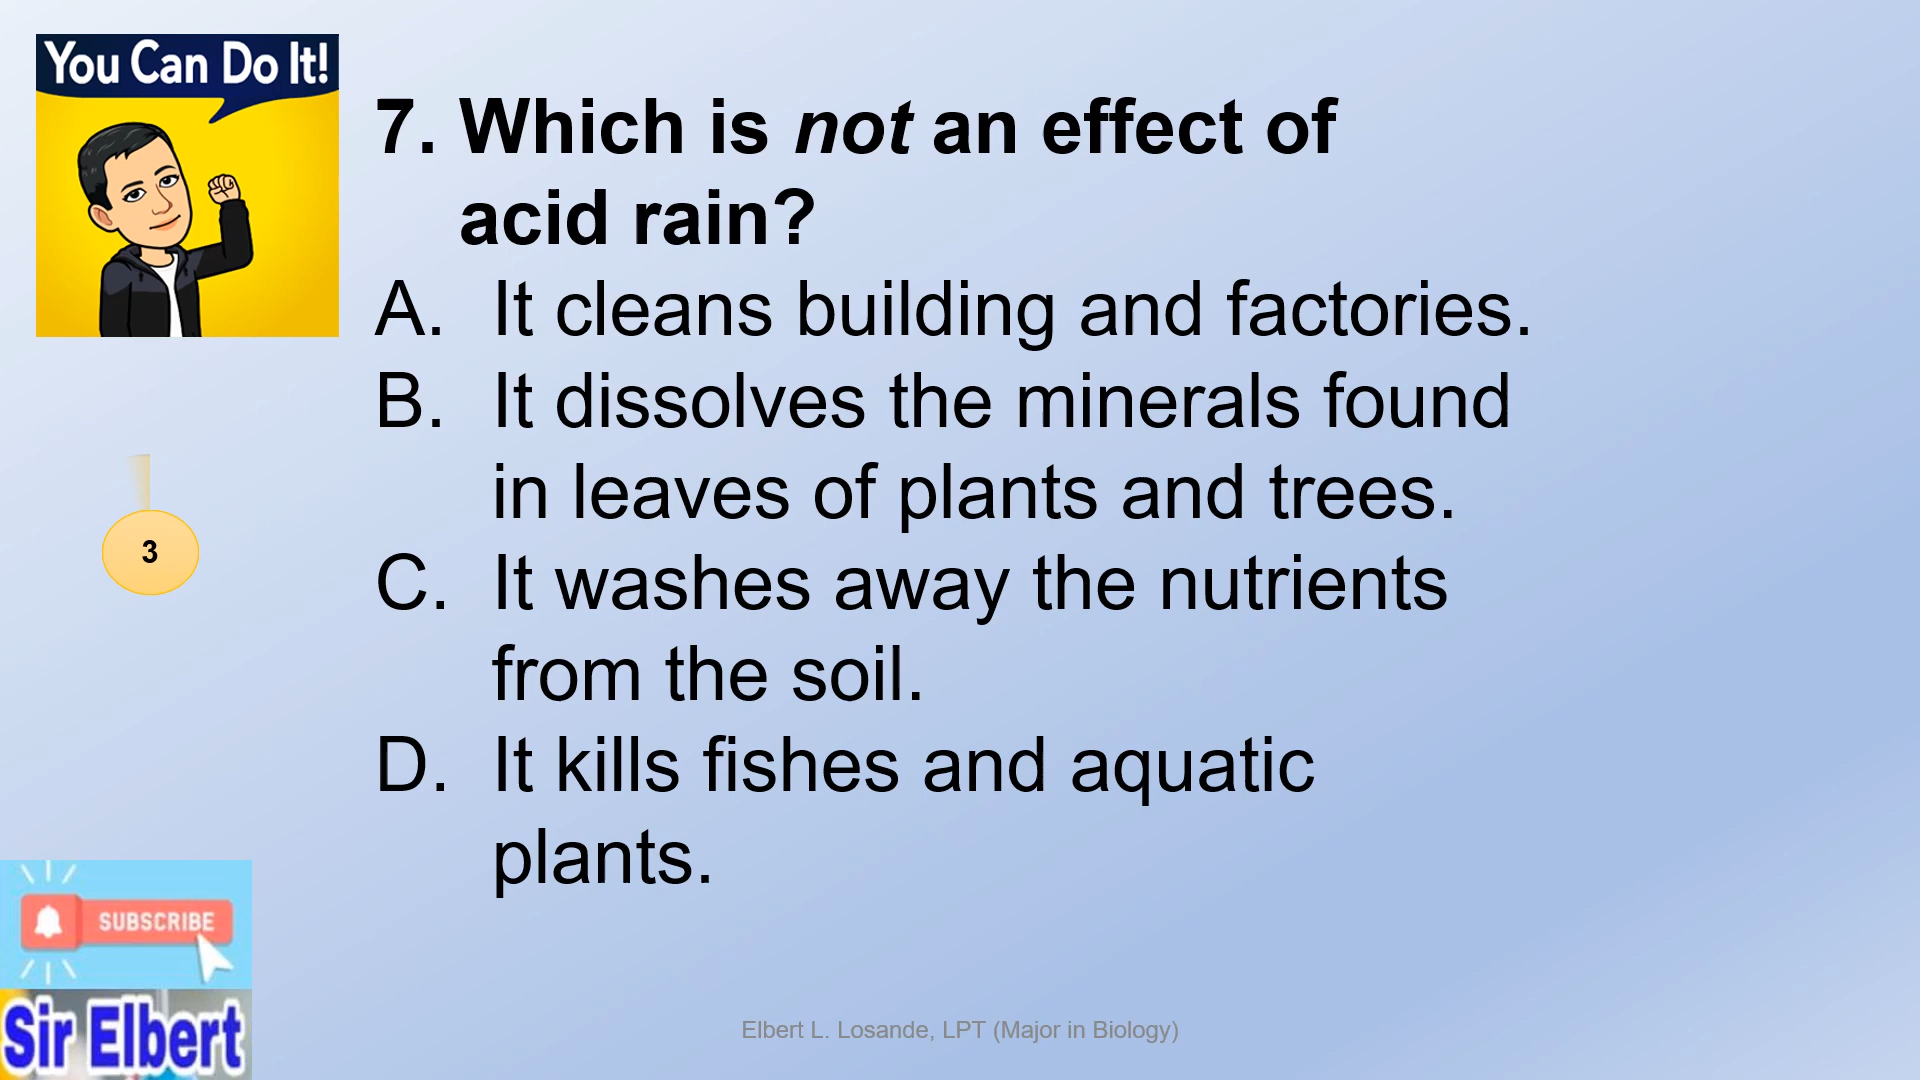 You Can Do It!
7. Which is not an effect of
acid rain?
A. It cleans building and factories.
B. It dissolves the minerals found
in leaves of plants and trees.
C. It washes away the nutrients
from the soil.
D. It kills fishes and aquatic
plants.
3
SUBSCRIBE
Sir Elbert
Elbert L. Losande, LPT (Major in Biology)